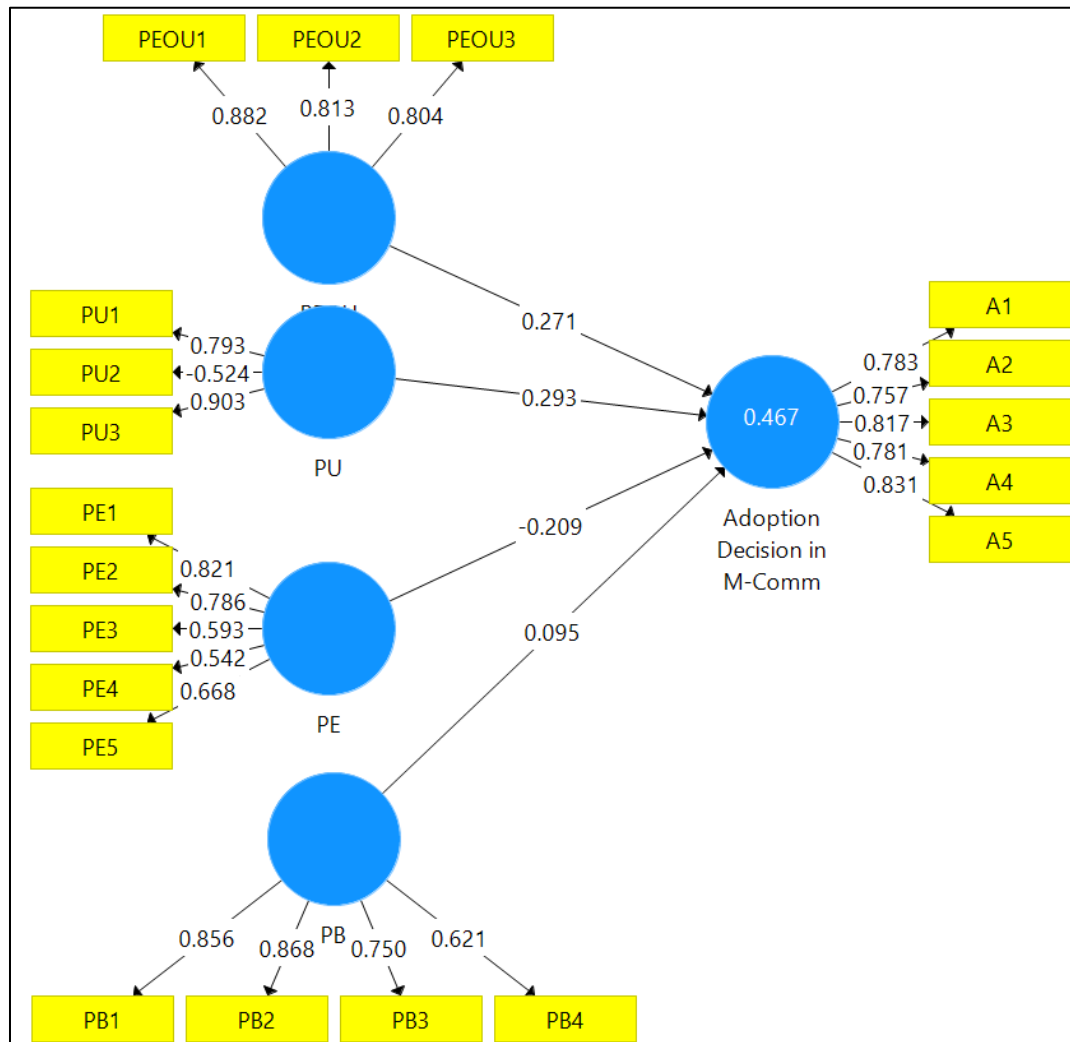 PEOU1 PEOU2 PEOU3
0.882 0.813 0.804
PU1
PU2
PU3
0.793
-0.524
0.903
PU
0.271
0.293
-0.209
0.095
PE1
PE2
PE3
PE4
PE5
0.821
0.786
0.593
0.542
0.668
PE
0.467
Adoption
Decision in
M-Comm
0.783
0.757
0.817
0.781
0.831
A1
A2
A3
A4
A5
PB
0.856 0.868 0.750 0.621
PB1 PB2 PB3 PB4